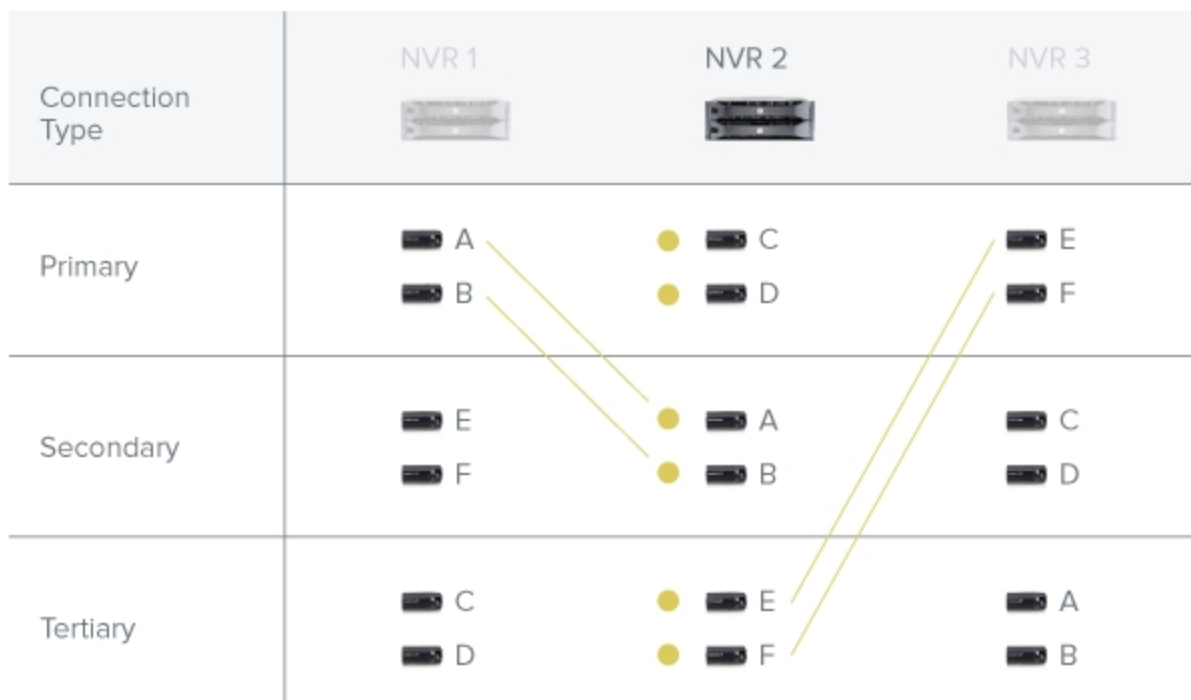 Connection
Type
NVR 1
NVR 2
NVR 3
Primary
A
C
E
B
D
F
Secondary
E
A
C
F
B
D
Tertiary
C
E
A
D
F
B